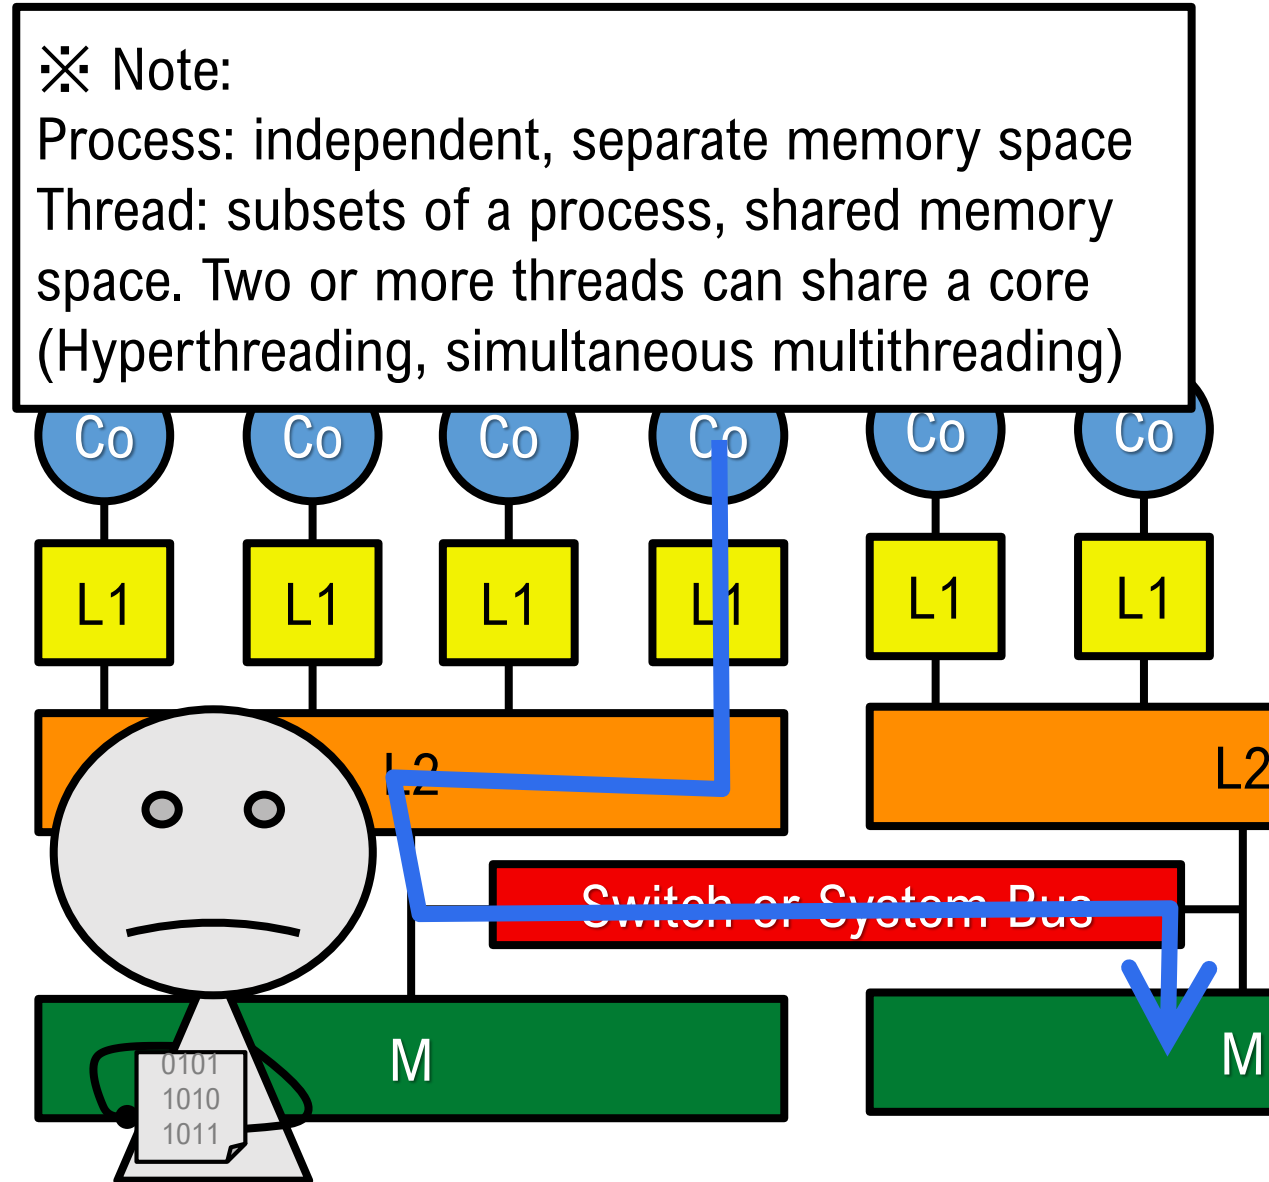 ※ Note:
Process: independent, separate memory space
Thread: subsets of a process, shared memory
space. Two or more threads can share a core
(Hyperthreading, simultaneous multithreading)
Co Co Co Co Co Co
L1 L1 L1 L1 L1 L1
L2 L2
Switch or System Bus
M M
0101
1010
1011